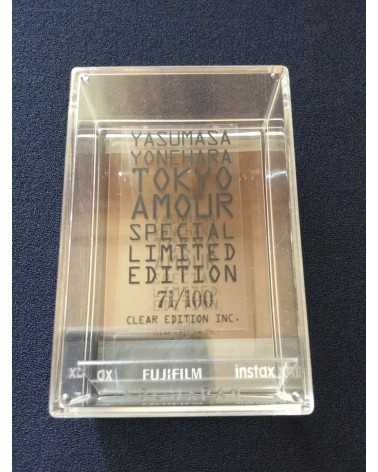 YASUMASA
YONEHARA
TOKYO
AMOUR
SPECIAL
LIMITED
EDITION
71/100
CLEAR EDITION INC.
FUJIFILM instax